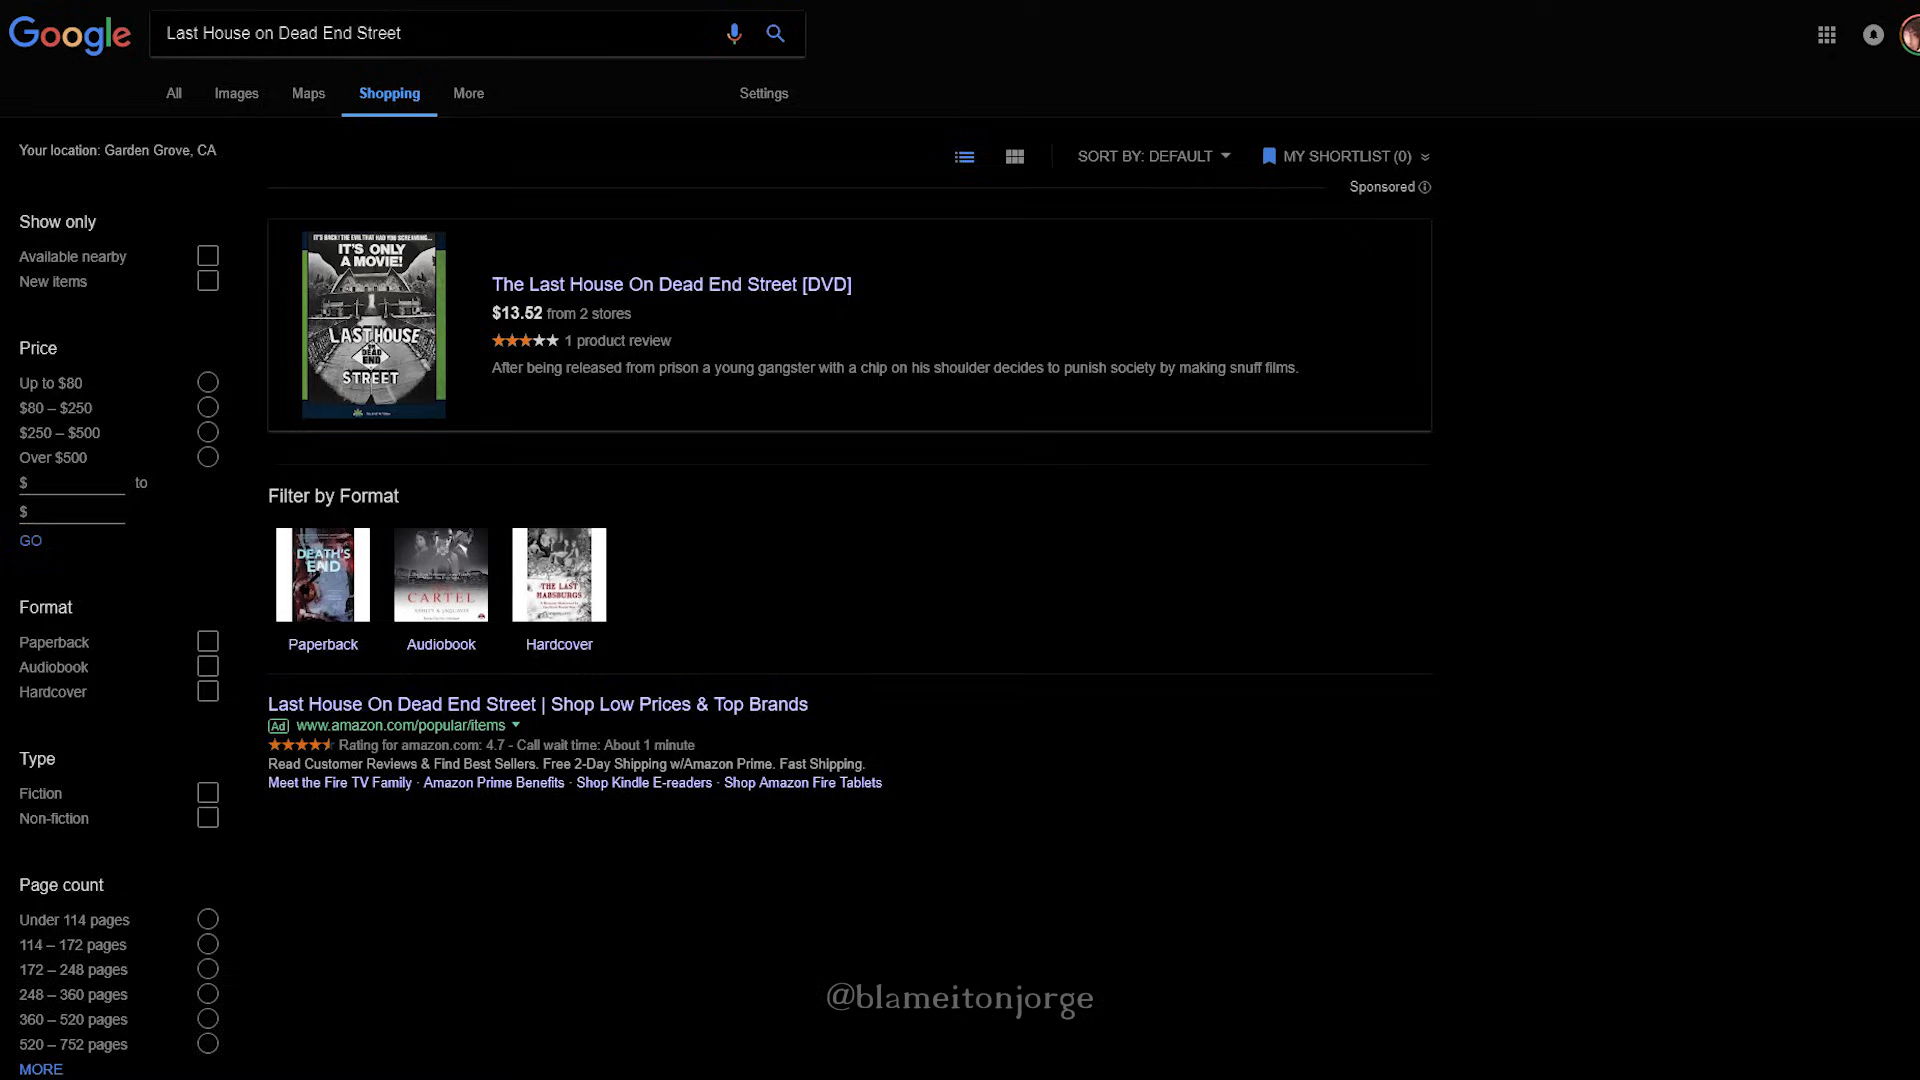 Google
Last House on Dead End Street
All Images Maps Shopping More Settings
Your location: Garden Grove, CA
SORT BY: DEFAULT
MY SHORTLIST (0)
Sponsored
Show only
Available nearby
New items
Price
Up to $80
$80 – $250
$250 – $500
Over $500
$ to
$
GO
Format
Paperback
Audiobook
Hardcover
Type
Fiction
Non-fiction
Page count
Under 114 pages
114 – 172 pages
172 – 248 pages
248 – 360 pages
360 – 520 pages
520 – 752 pages
MORE
IT'S BACK! THE EVIL THAT HAD YOU SCREAMING...
IT'S ONLY
A MOVIE!
LAST HOUSE
ON DEAD
END
STREET
The Last House On Dead End Street [DVD]
$13.52 from 2 stores
1 product review
After being released from prison a young gangster with a chip on his shoulder decides to punish society by making snuff films.
Filter by Format
DEATH'S
END
CARTEL
THE LAST
HABSBURGS
Paperback
Audiobook
Hardcover
Last House On Dead End Street | Shop Low Prices & Top Brands
Ad www.amazon.com/popular/items
Rating for amazon.com: 4.7 - Call wait time: About 1 minute
Read Customer Reviews & Find Best Sellers. Free 2-Day Shipping w/Amazon Prime. Fast Shipping.
Meet the Fire TV Family · Amazon Prime Benefits · Shop Kindle E-readers · Shop Amazon Fire Tablets
@blameitonjorge